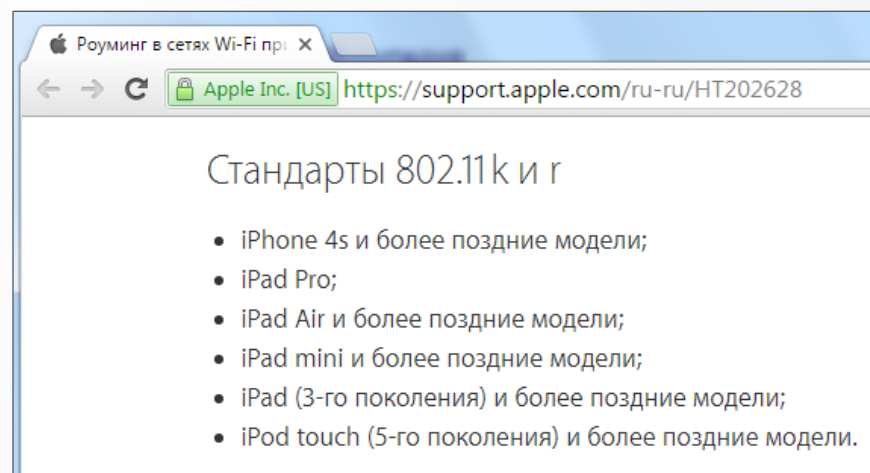 Роуминг в сетях Wi-Fi при
Apple Inc. [US] https://support.apple.com/ru-ru/HT202628
Стандарты 802.11k и r
• iPhone 4s и более поздние модели;
• iPad Pro;
• iPad Air и более поздние модели;
• iPad mini и более поздние модели;
• iPad (3-го поколения) и более поздние модели;
• iPod touch (5-го поколения) и более поздние модели.